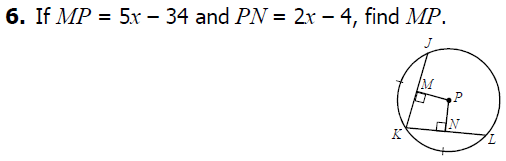 6. If MP = 5x – 34 and PN = 2x – 4, find MP.
J
M
P
N
K
L